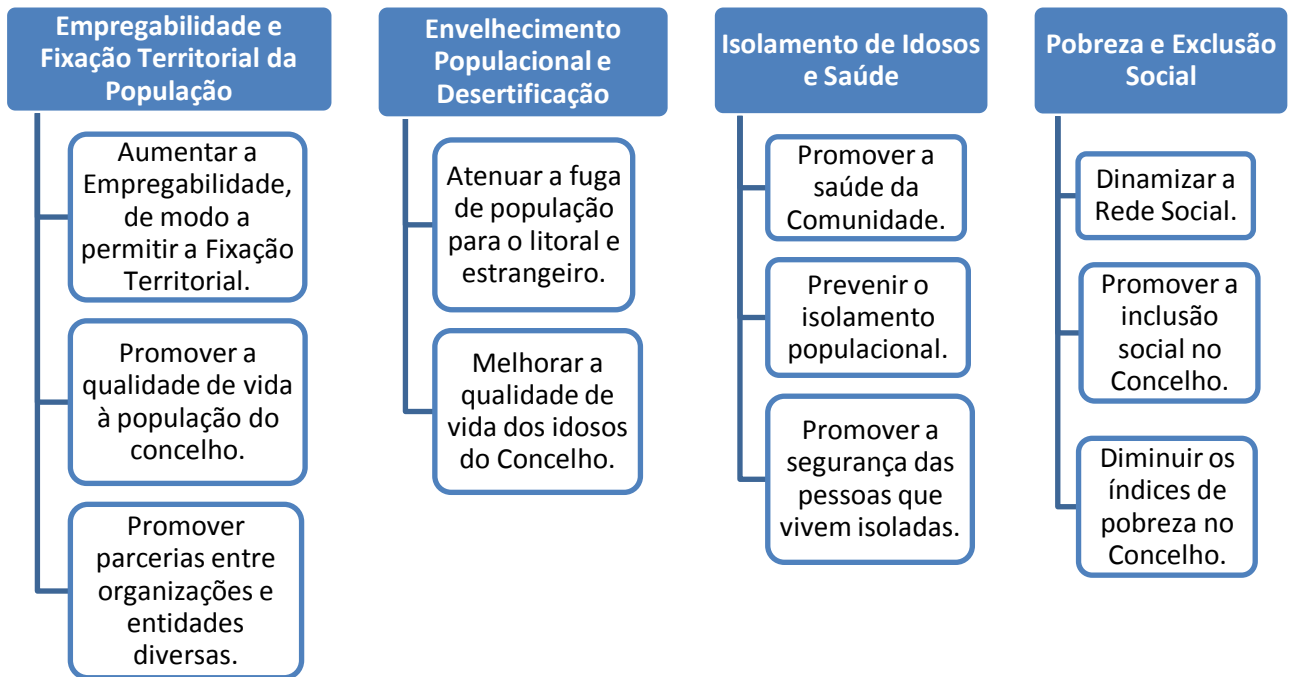 Empregabilidade e
Fixação Territorial da
População
Aumentar a
Empregabilidade,
de modo a
permitir a Fixação
Territorial.
Promover a
qualidade de vida
à população do
concelho.
Promover
parcerias entre
organizações e
entidades
diversas.
Envelhecimento
Populacional e
Desertificação
Atenuar a fuga
de população
para o litoral e
estrangeiro.
Melhorar a
qualidade de
vida dos idosos
do Concelho.
Isolamento de Idosos
e Saúde
Promover a
saúde da
Comunidade.
Prevenir o
isolamento
populacional.
Promover a
segurança das
pessoas que
vivem isoladas.
Pobreza e Exclusão
Social
Dinamizar a
Rede Social.
Promover a
inclusão
social no
Concelho.
Diminuir os
índices de
pobreza no
Concelho.